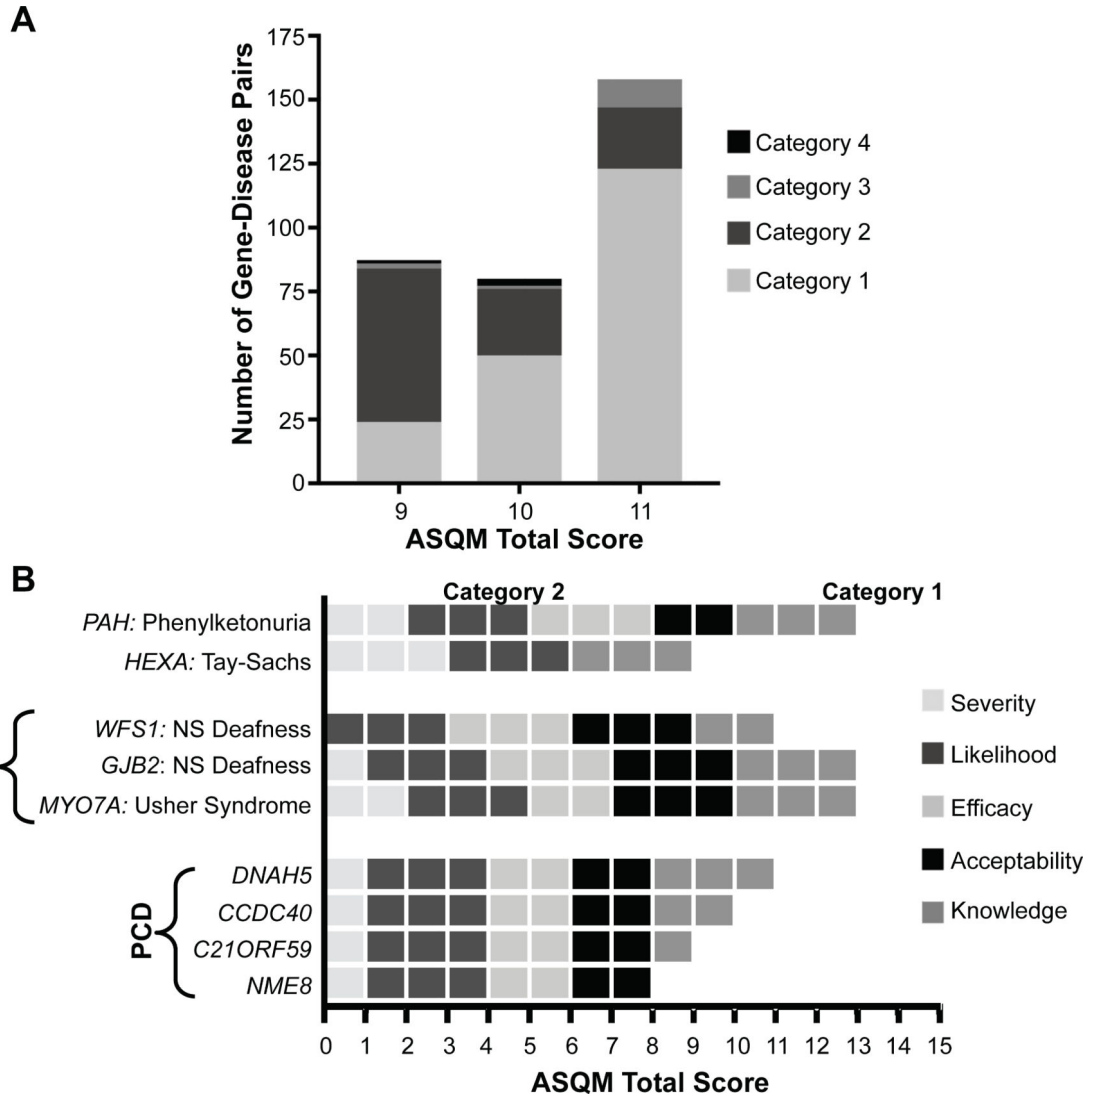 A
Number of Gene-Disease Pairs
175
150
125
100
75
50
25
0
9 10 11
ASQM Total Score
Category 4
Category 3
Category 2
Category 1
B
Category 2 Category 1
PAH: Phenylketonuria
HEXA: Tay-Sachs
WFS1: NS Deafness
GJB2: NS Deafness
MYO7A: Usher Syndrome
PCD
DNAH5
CCDC40
C21ORF59
NME8
0 1 2 3 4 5 6 7 8 9 10 11 12 13 14 15
ASQM Total Score
Severity
Likelihood
Efficacy
Acceptability
Knowledge